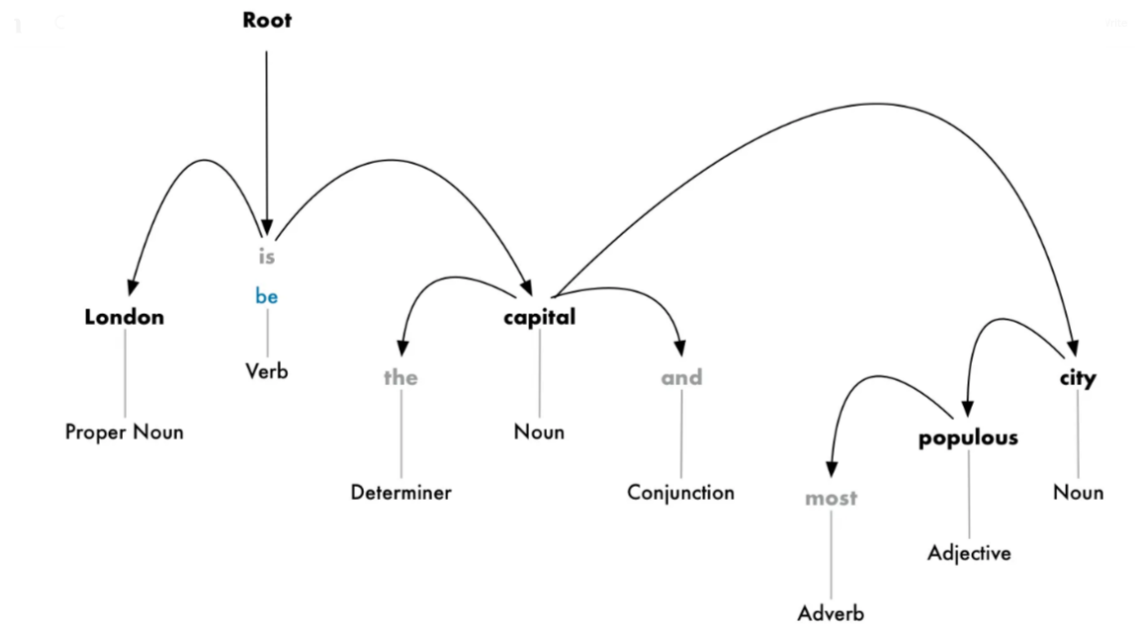 Root
is
be
London
capital
Verb
the
and
city
Proper Noun
Noun
populous
Determiner
Conjunction
most
Noun
Adjective
Adverb